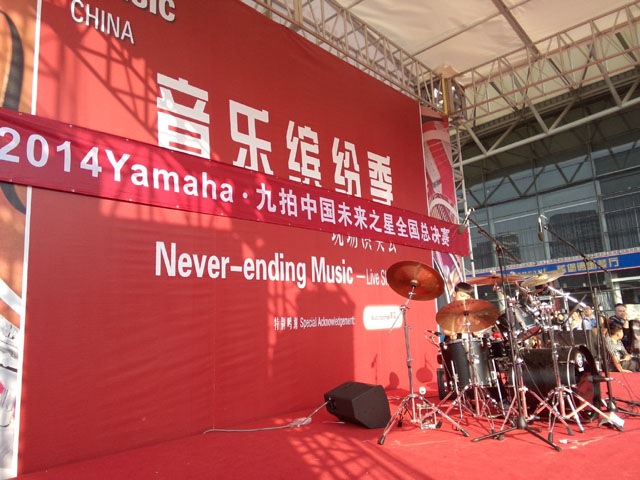 CHINA
音乐缤纷季
2014Yamaha·九拍中国未来之星全国总决赛
Never-ending Music – Live
特别鸣谢 Special Acknowledgement: